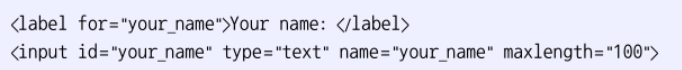 <label for="your_name">Your name: </label>
<input id="your_name" type="text" name="your_name" maxlength="100">